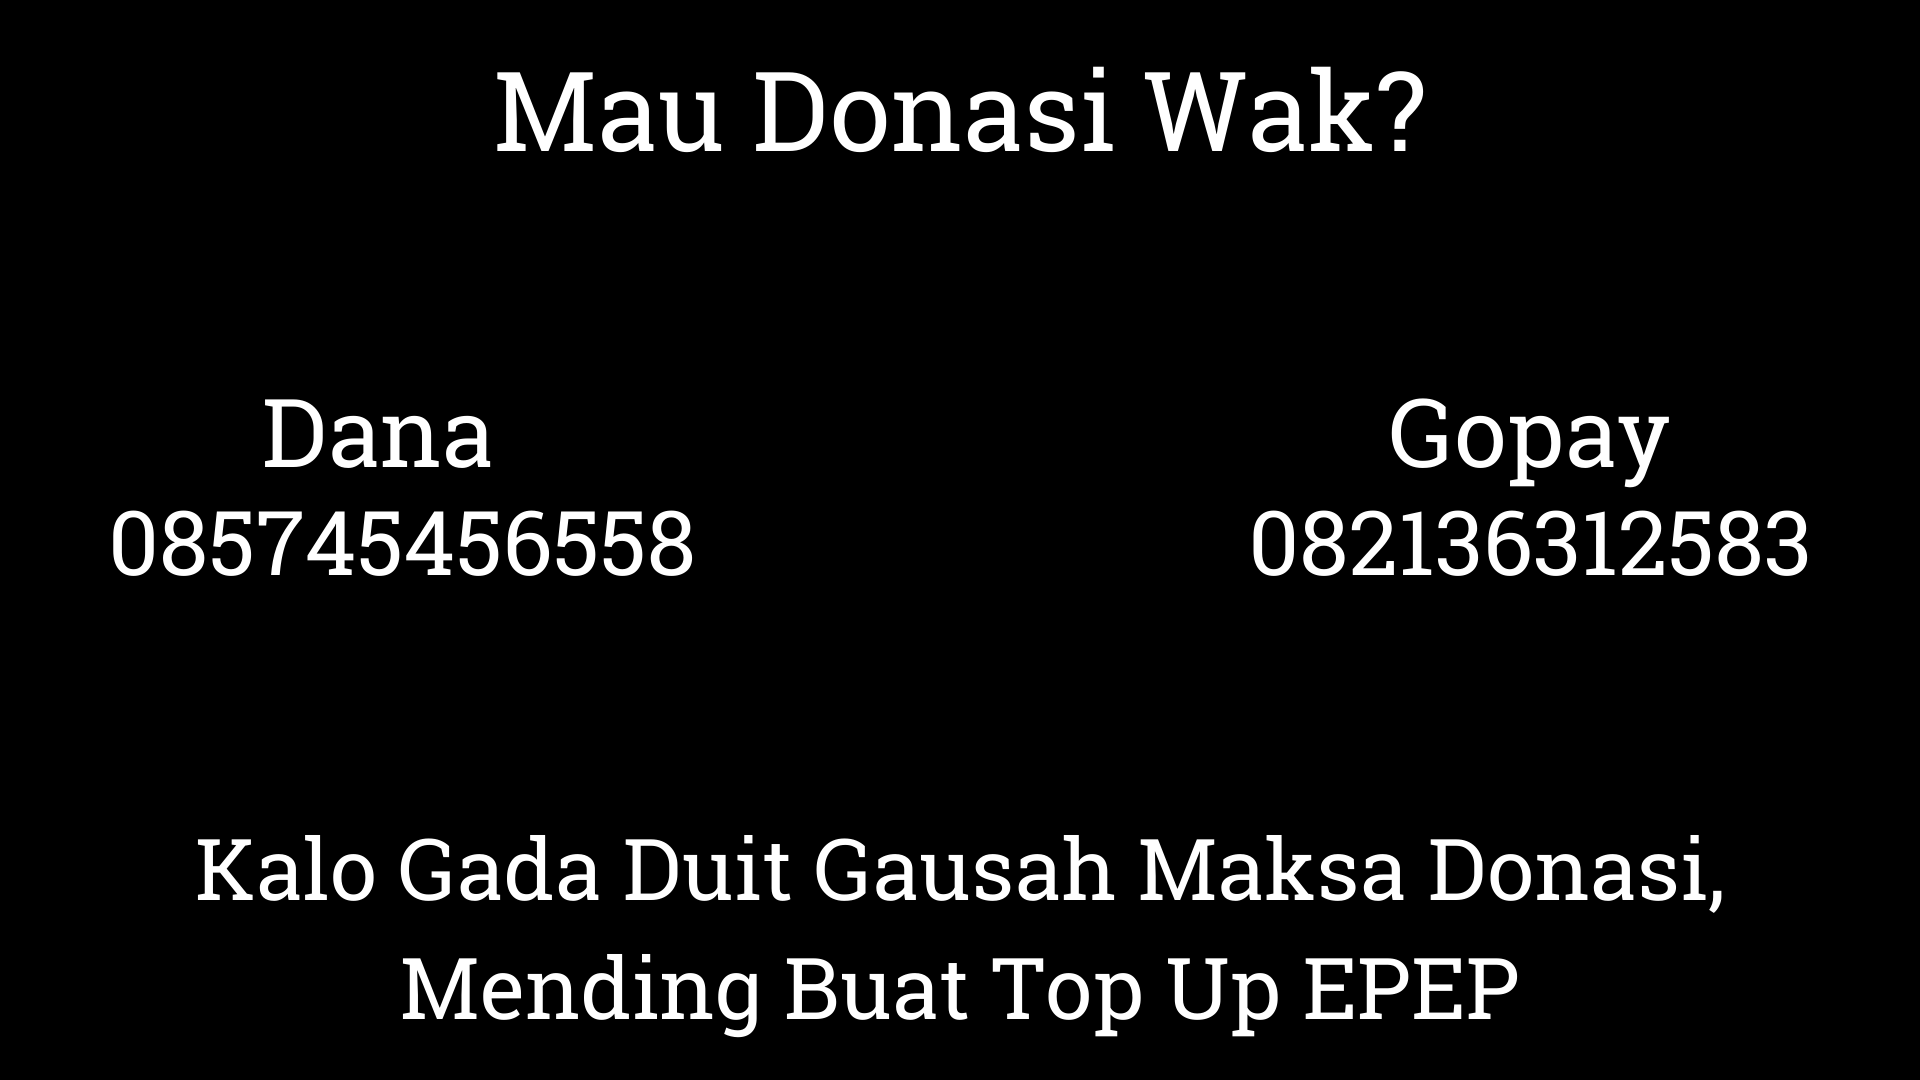 Mau Donasi Wak?
Dana
085745456558
Gopay
082136312583
Kalo Gada Duit Gausah Maksa Donasi,
Mending Buat Top Up EPEP